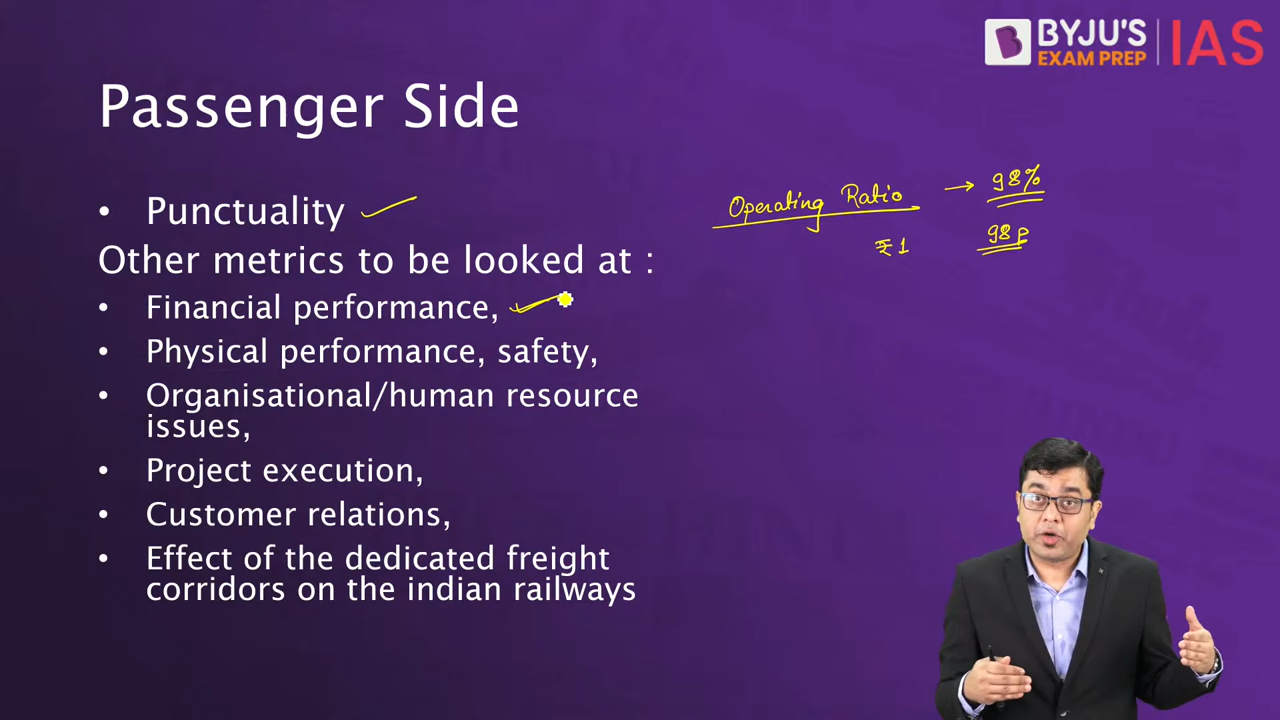 BYJU'S
EXAM PREP
IAS
Passenger Side
• Punctuality
Other metrics to be looked at :
• Financial performance,
• Physical performance, safety,
• Organisational/human resource
issues,
• Project execution,
• Customer relations,
• Effect of the dedicated freight
corridors on the indian railways
Operating Ratio → 98%
₹1 98p